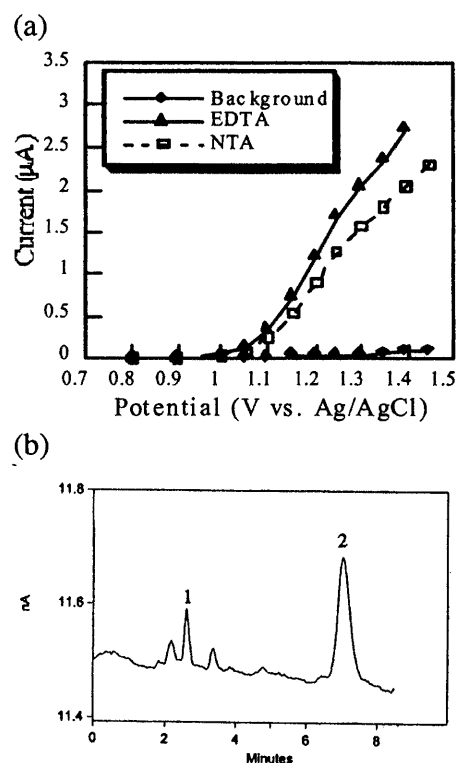 (a)
Current (μA)
3.5
3
2.5
2
1.5
1
0.5
0
Background
EDTA
NTA
0.7 0.8 0.9 1 1.1 1.2 1.3 1.4 1.5
Potential (V vs. Ag/AgCl)
(b)
nA
11.8
11.6
11.4
1
2
0 2 4 6 8
Minutes